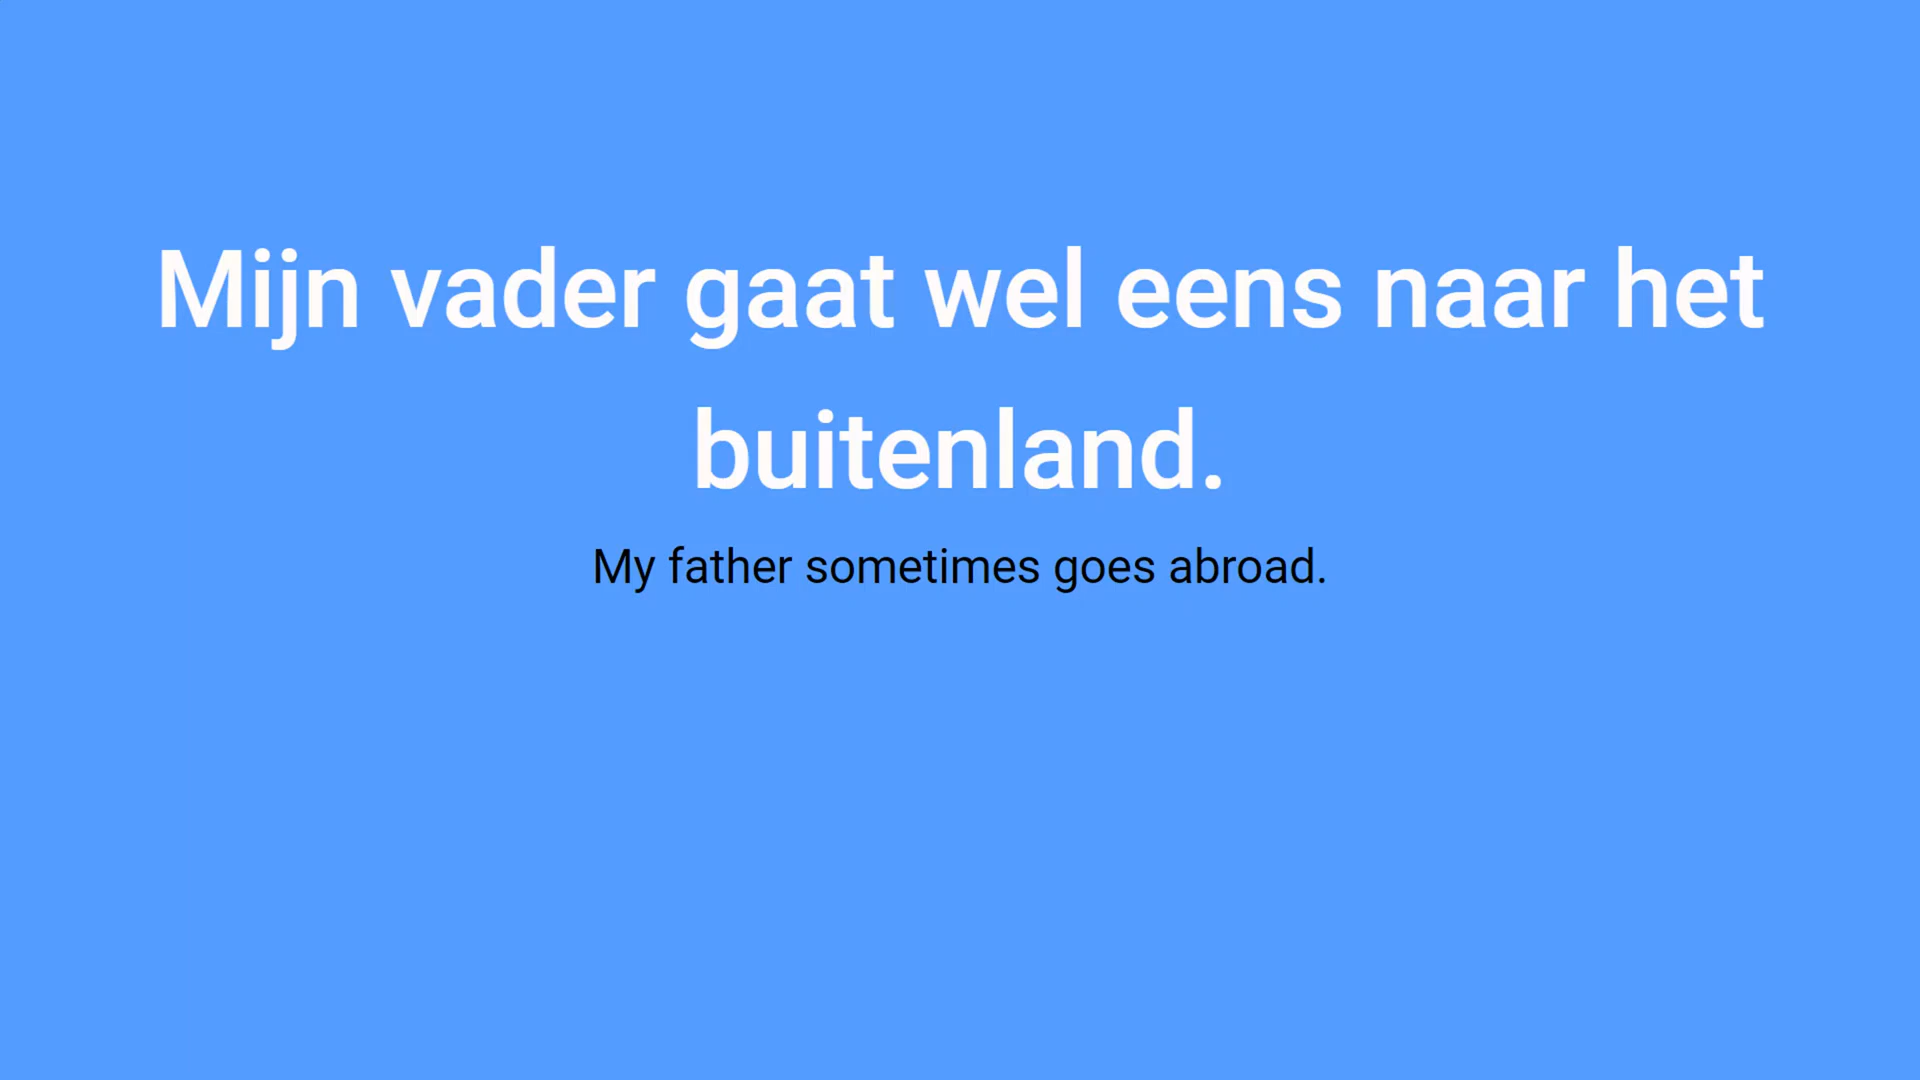 Mijn vader gaat wel eens naar het
buitenland.
My father sometimes goes abroad.